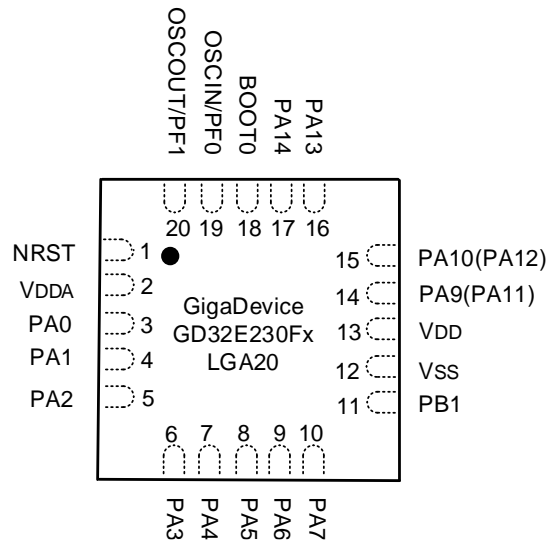 OSCOUT/PF1
OSCIN/PF0
BOOT0
PA14
PA13
20 19 18 17 16
NRST 1
VDDA 2
PA0 3
PA1 4
PA2 5
GigaDevice
GD32E230Fx
LGA20
15 PA10(PA12)
14 PA9(PA11)
13 VDD
12 VSS
11 PB1
6 7 8 9 10
PA3
PA4
PA5
PA6
PA7